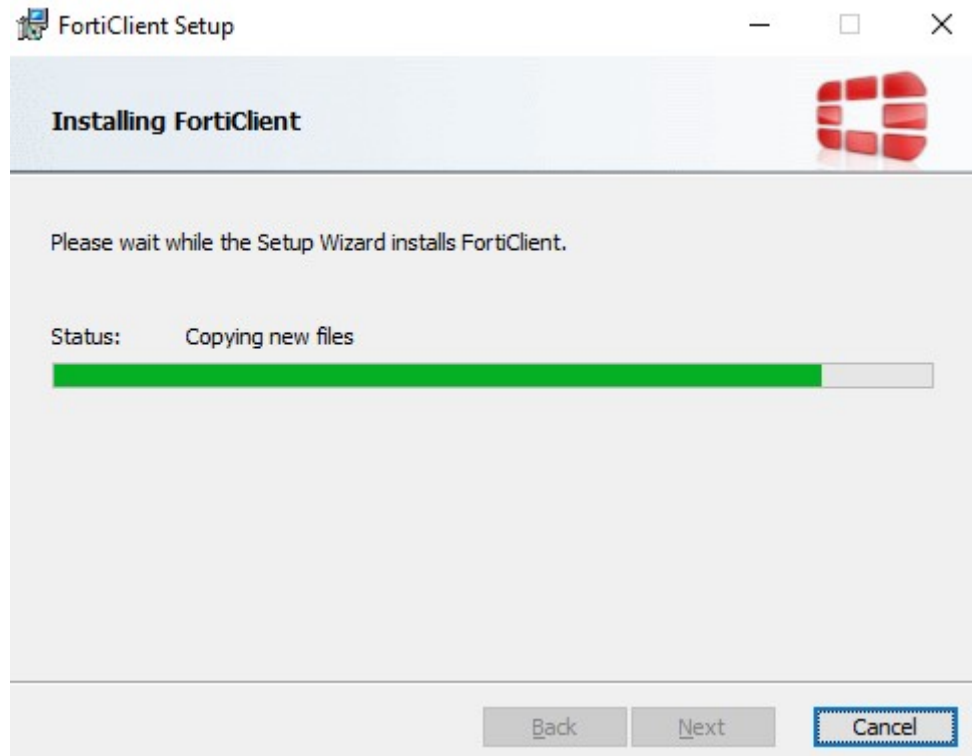 FortiClient Setup
Installing FortiClient
Please wait while the Setup Wizard installs FortiClient.
Status: Copying new files
Back Next Cancel